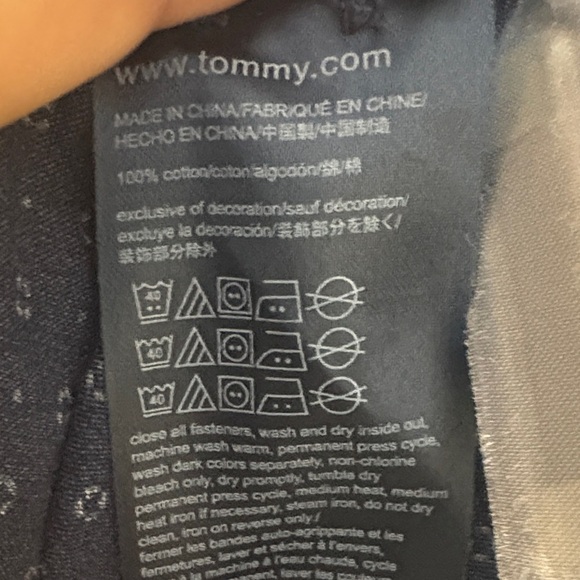 www.tommy.com
MADE IN CHINA/FABRIQUÉ EN CHINE/
HECHO EN CHINA/中国製/中国制造
100% cotton/coton/algodón/綿/棉
exclusive of decoration/sauf décoration/
excluye la decoración/装飾部分を除く/
装饰部分除外
40
40
40
close all fasteners, wash and dry inside out,
machine wash warm, permanent press cycle,
wash dark colors separately, non-chlorine
bleach only, dry promptly, tumble dry
permanent press cycle, medium heat, medium
heat iron if necessary, steam iron, do not dry
clean, iron on reverse only./
fermer les bandes auto-agrippante et les
fermetures, laver et sécher à l'envers,
à la machine à l'eau chaude, cycle
laver les couleurs